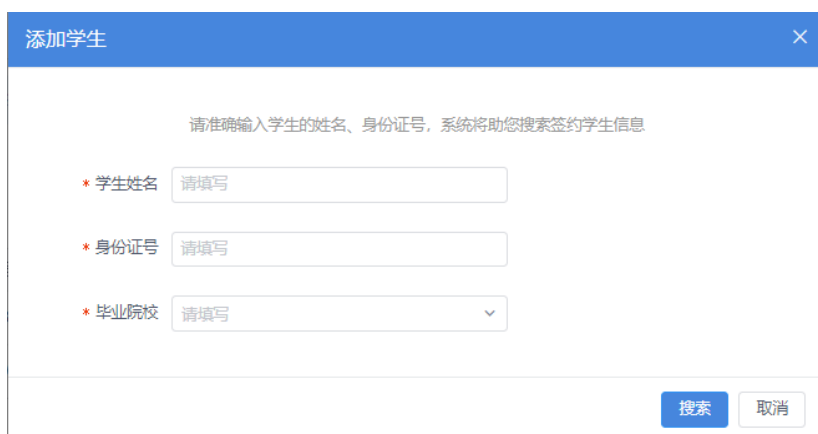 添加学生
请准确输入学生的姓名、身份证号，系统将助您搜索签约学生信息
* 学生姓名 请填写
* 身份证号 请填写
* 毕业院校 请填写
搜索 取消